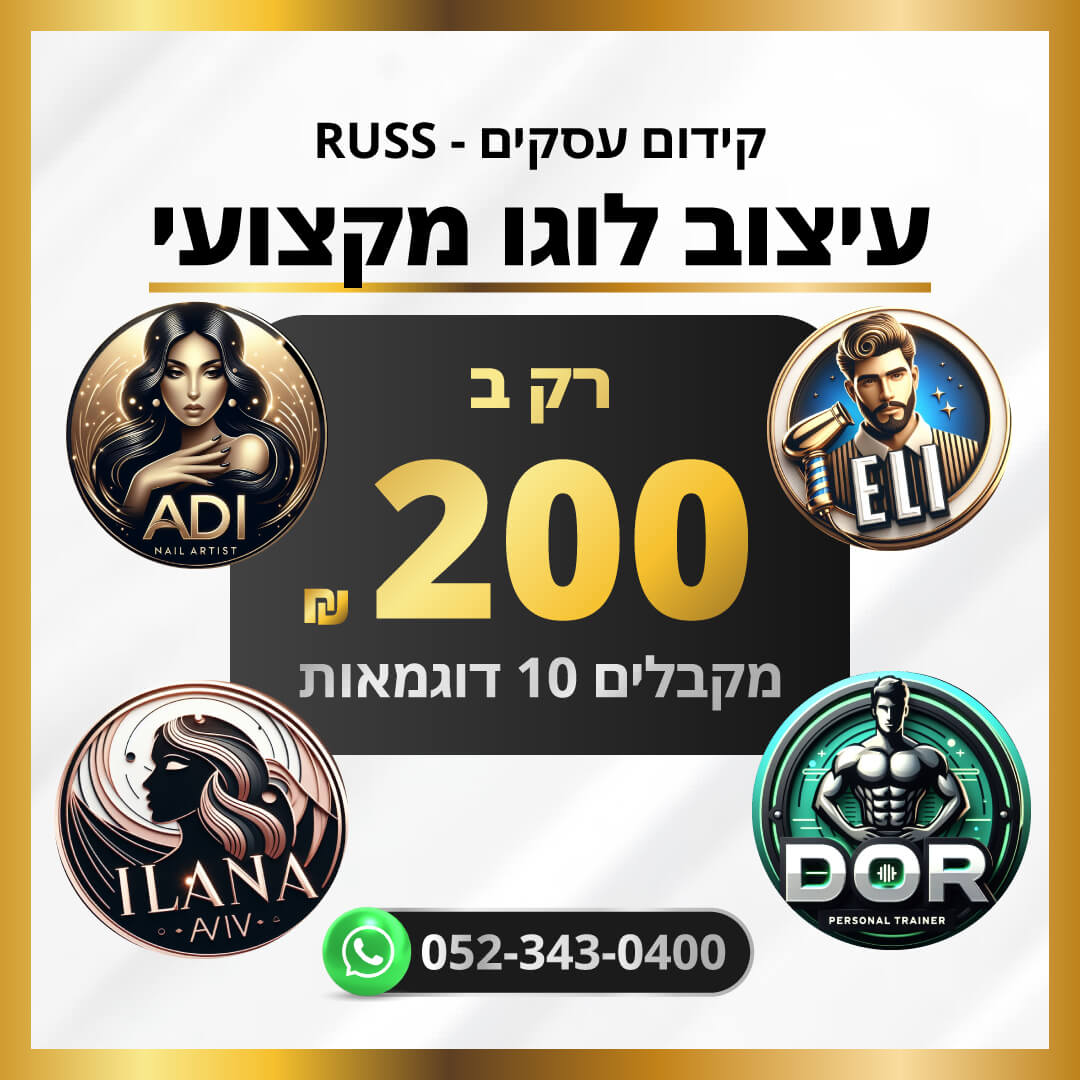 קידום עסקים - RUSS
עיצוב לוגו מקצועי
רק ב
200 ₪
מקבלים 10 דוגמאות
ADI
NAIL ARTIST
ELI
ILANA
AVIV
DOR
PERSONAL TRAINER
052-343-0400